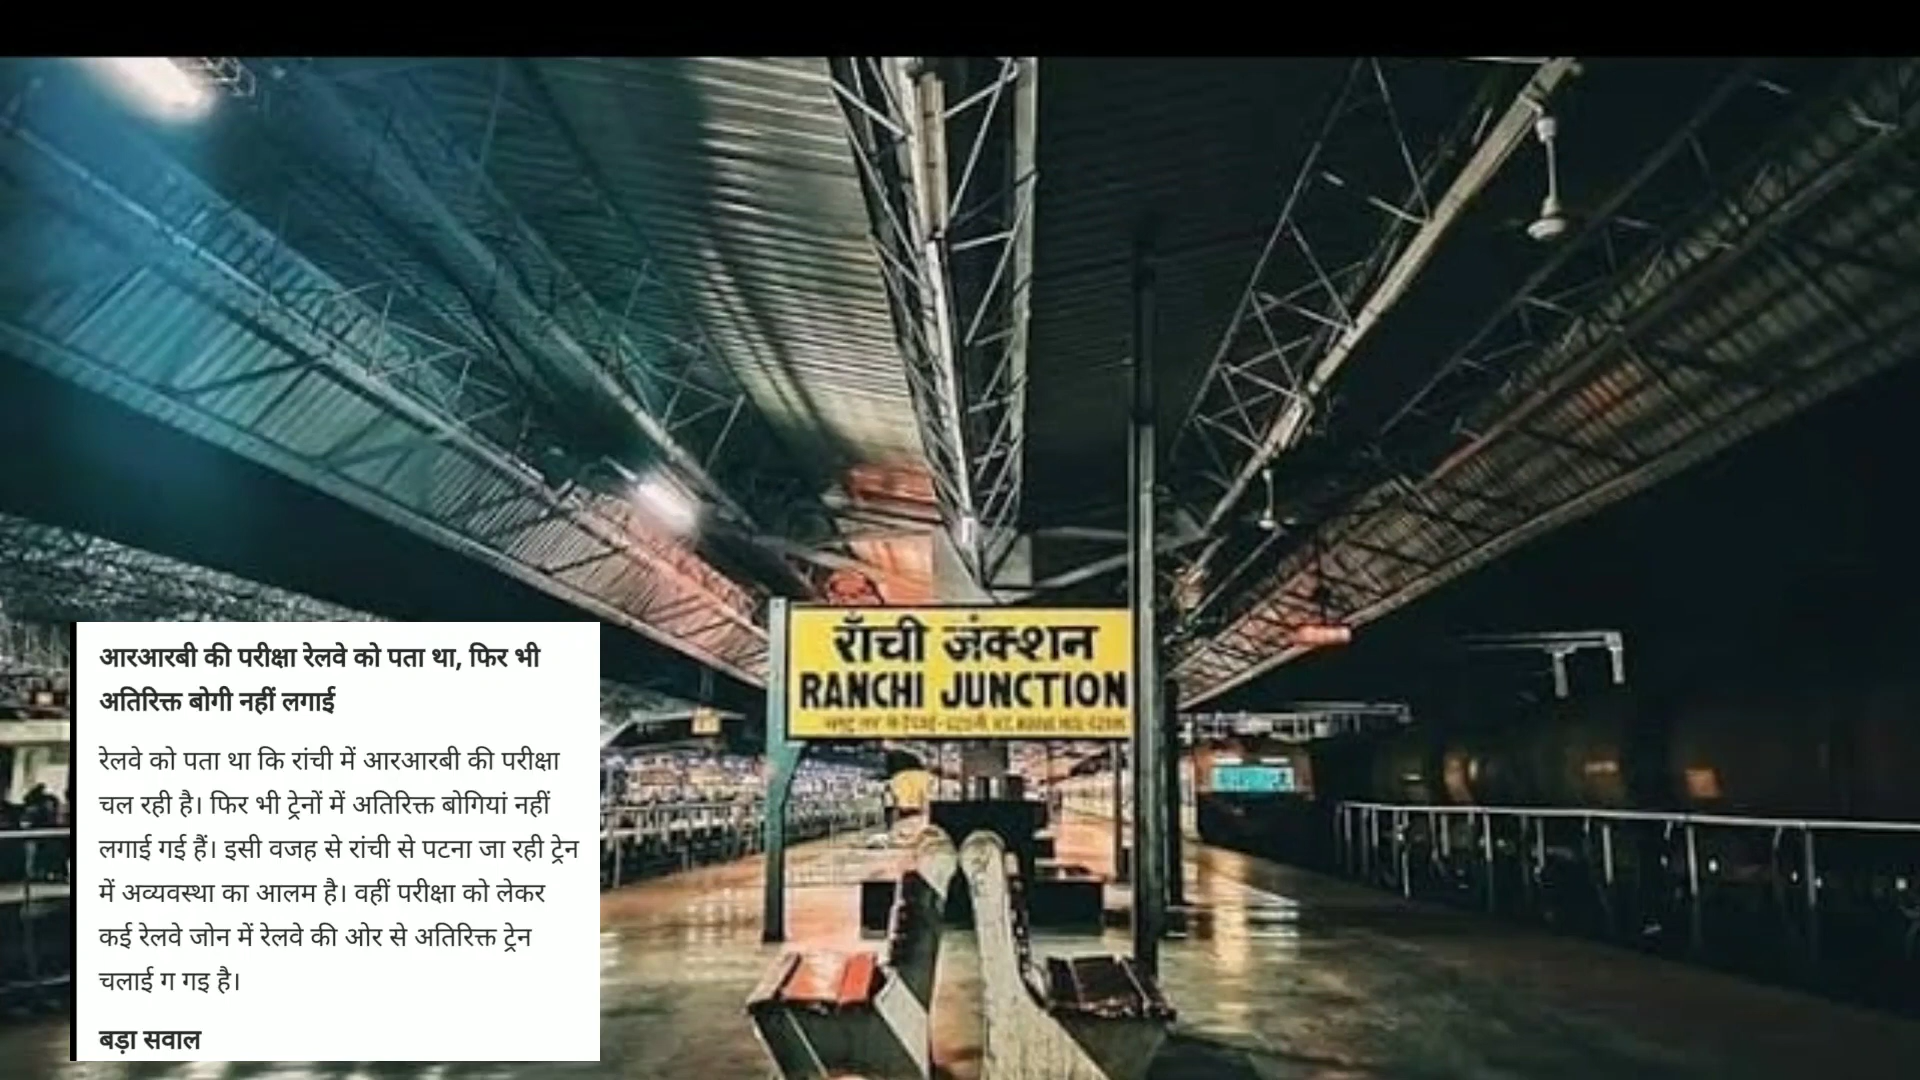 राँची जंक्शन
RANCHI JUNCTION
आरआरबी की परीक्षा रेलवे को पता था, फिर भी
अतिरिक्त बोगी नहीं लगाई
रेलवे को पता था कि रांची में आरआरबी की परीक्षा
चल रही है। फिर भी ट्रेनों में अतिरिक्त बोगियां नहीं
लगाई गई हैं। इसी वजह से रांची से पटना जा रही ट्रेन
में अव्यवस्था का आलम है। वहीं परीक्षा को लेकर
कई रेलवे जोन में रेलवे की ओर से अतिरिक्त ट्रेन
चलाई ग गइ है।
बड़ा सवाल